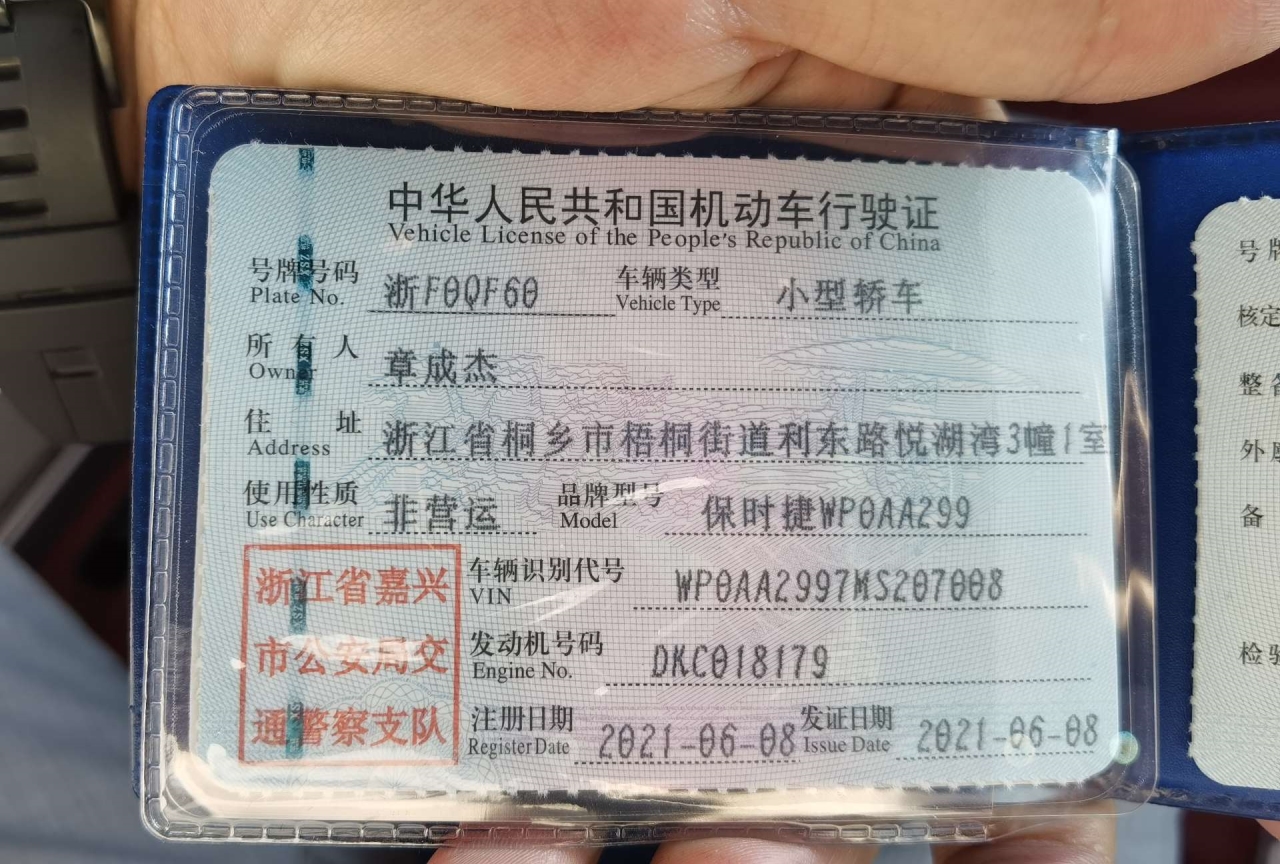 中华人民共和国机动车行驶证
Vehicle License of the People's Republic of China
号牌号码 浙F0QF60 车辆类型 小型轿车
Plate No. Vehicle Type
所有人 章成杰
Owner
住址 浙江省桐乡市梧桐街道利东路悦湖湾3幢1室
Address
使用性质 非营运 品牌型号 保时捷WP0AA299
Use Character Model
浙江省嘉兴
市公安局交
通警察支队
车辆识别代号 WP0AA2997MS207008
VIN
发动机号码 DKC018179
Engine No.
注册日期 2021-06-08 发证日期 2021-06-08
Register Date Issue Date
号牌
核定
整备
外
备
检验